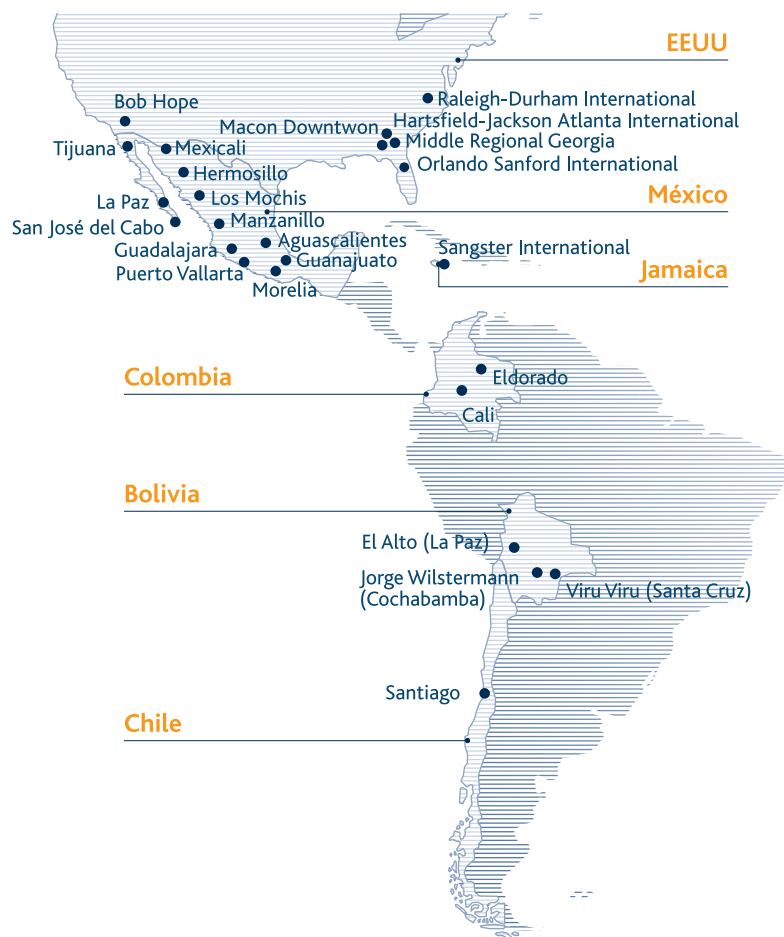 EEUU
Raleigh-Durham International
Bob Hope
Hartsfield-Jackson Atlanta International
Macon Downtwon
Middle Regional Georgia
Tijuana
Mexicali
Orlando Sanford International
Hermosillo
México
La Paz
Los Mochis
San José del Cabo
Manzanillo
Aguascalientes
Sangster International
Guadalajara
Guanajuato
Puerto Vallarta
Jamaica
Morelia
Colombia
Eldorado
Cali
Bolivia
El Alto (La Paz)
Jorge Wilstermann
(Cochabamba)
Viru Viru (Santa Cruz)
Santiago
Chile